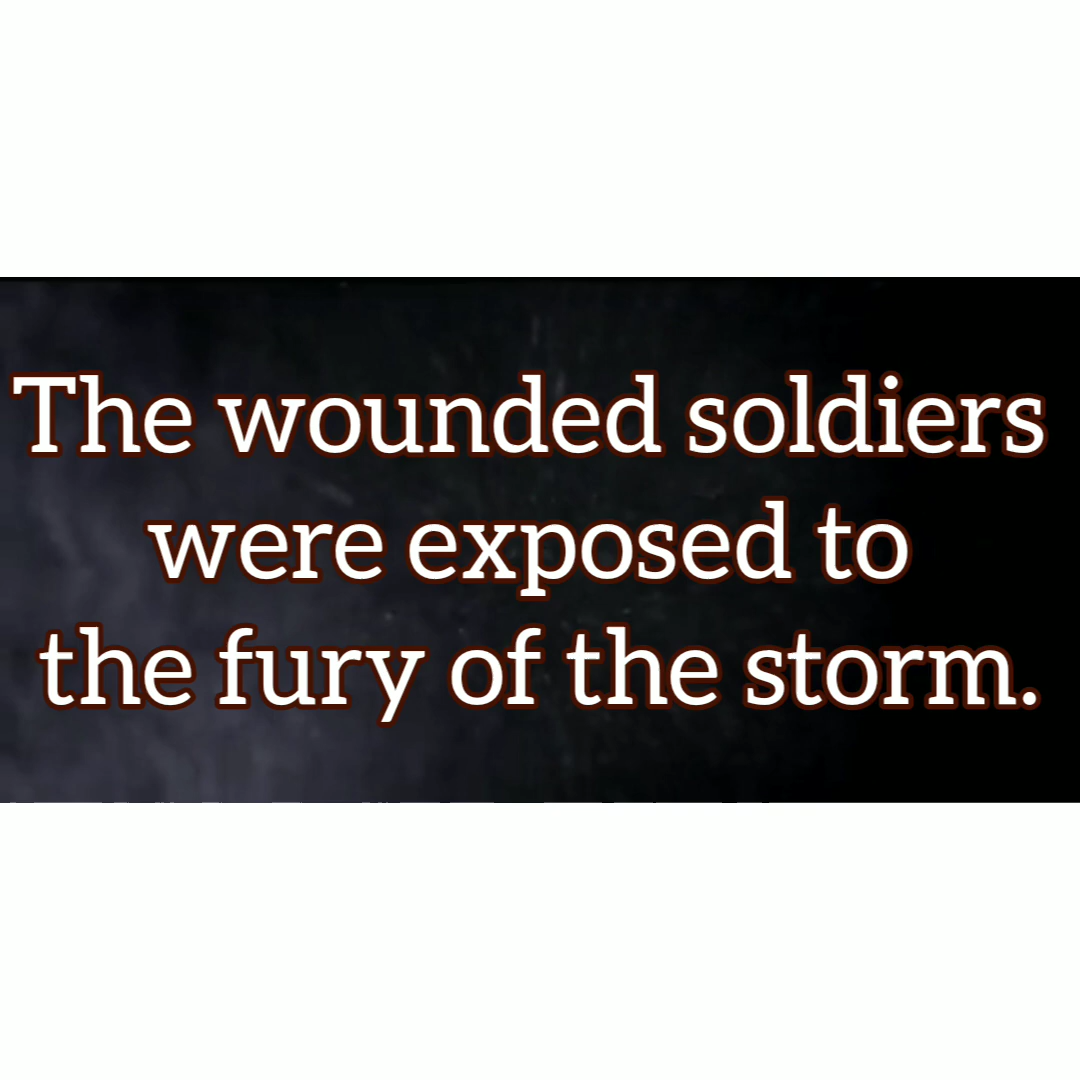 The wounded soldiers
were exposed to
the fury of the storm.